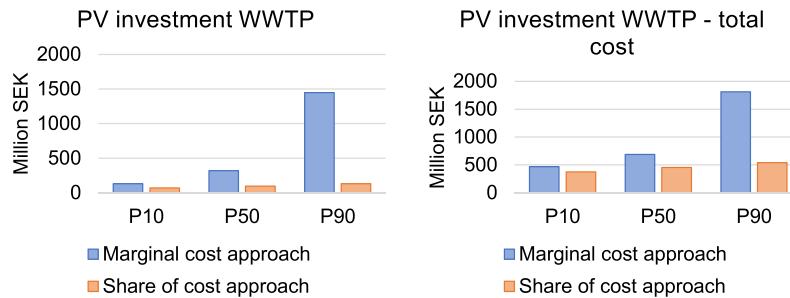 PV investment WWTP
2000
1500
1000
500
0
Million SEK
P10 P50 P90
Marginal cost approach
Share of cost approach
PV investment WWTP - total
cost
2000
1500
1000
500
0
Million SEK
P10 P50 P90
Marginal cost approach
Share of cost approach